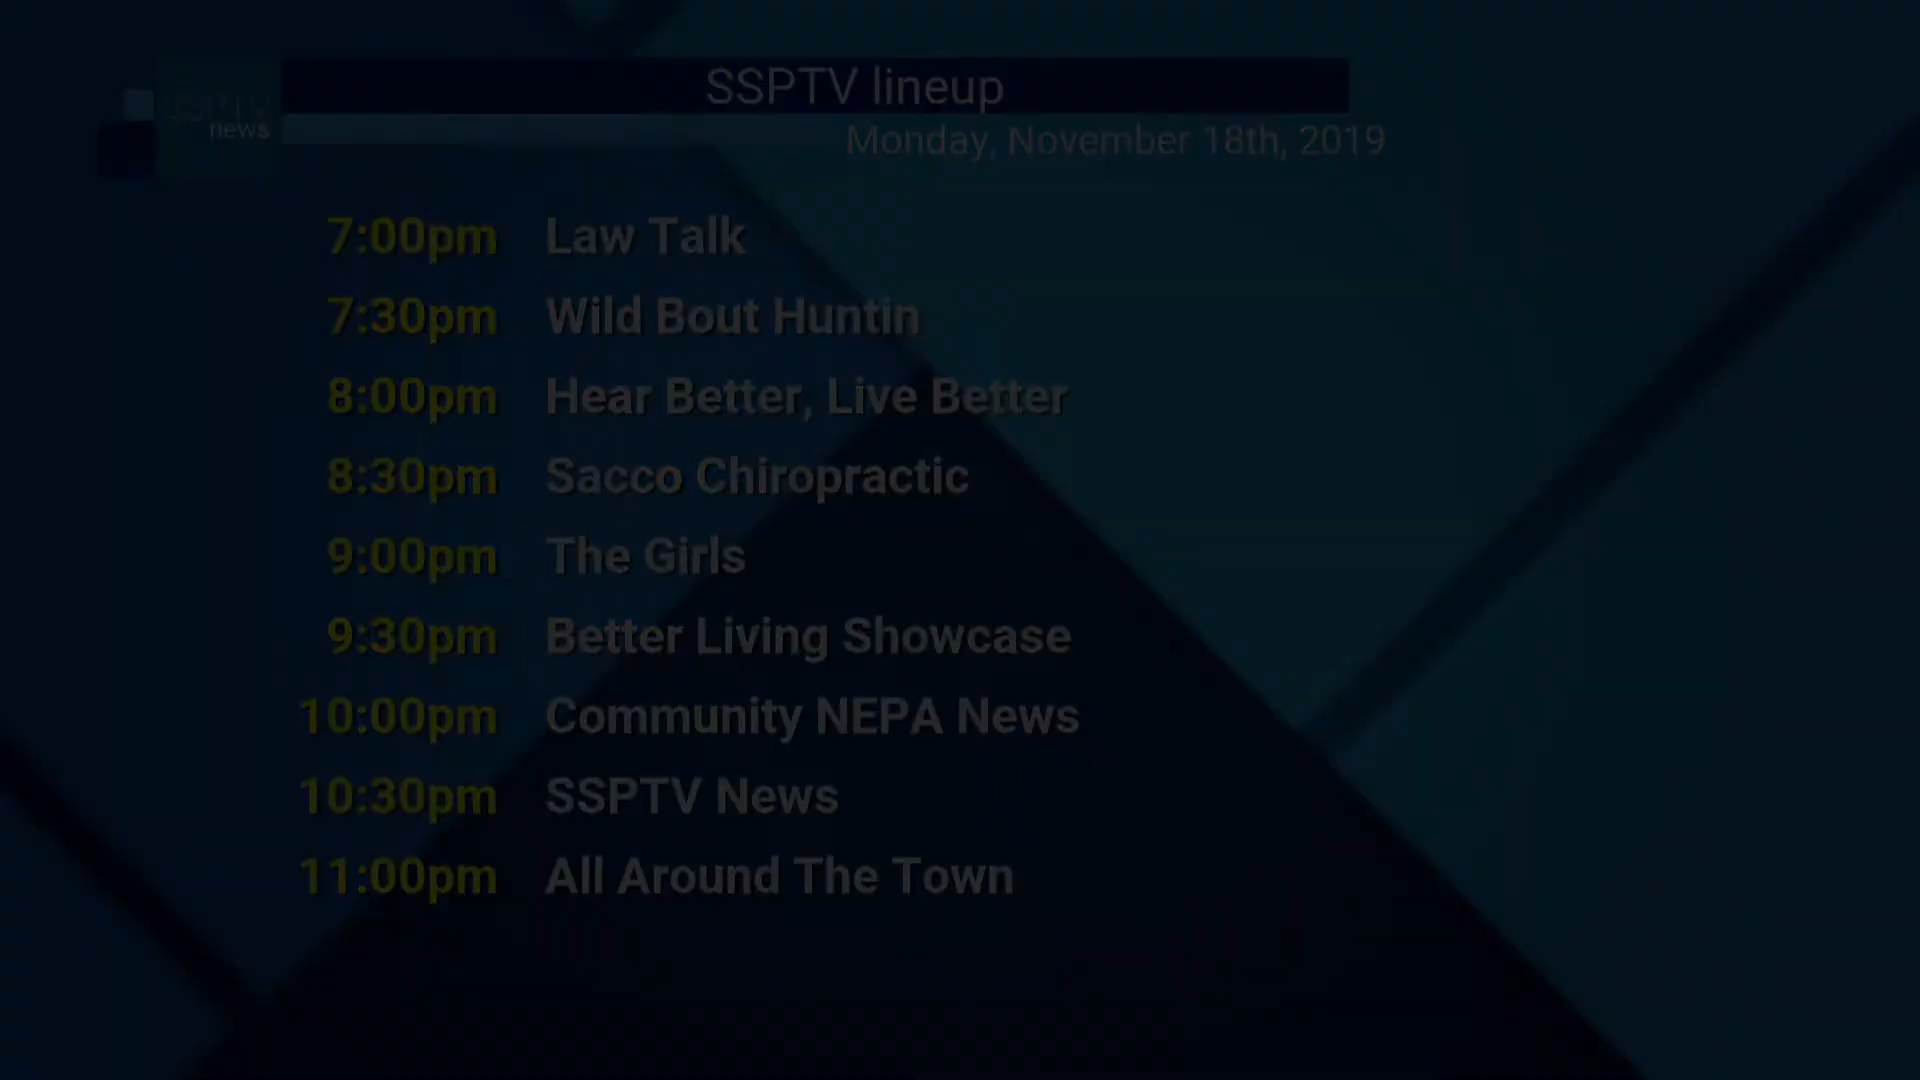 SSPTV lineup
SSPTV
news
Monday, November 18th, 2019
7:00pm Law Talk
7:30pm Wild Bout Huntin
8:00pm Hear Better, Live Better
8:30pm Sacco Chiropractic
9:00pm The Girls
9:30pm Better Living Showcase
10:00pm Community NEPA News
10:30pm SSPTV News
11:00pm All Around The Town